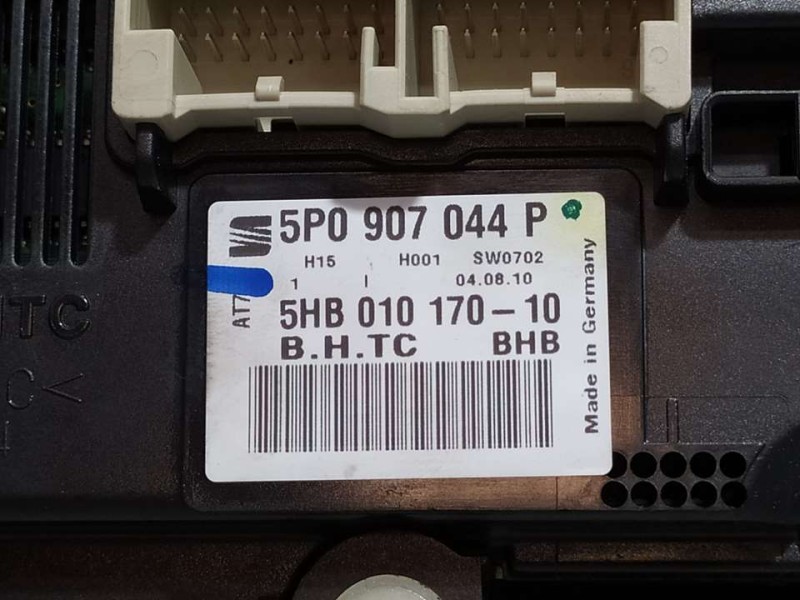 5P0 907 044 P
H15 H001 SW0702
1 I 04.08.10
5HB 010 170-10
B.H.TC BHB
Made in Germany
AT7